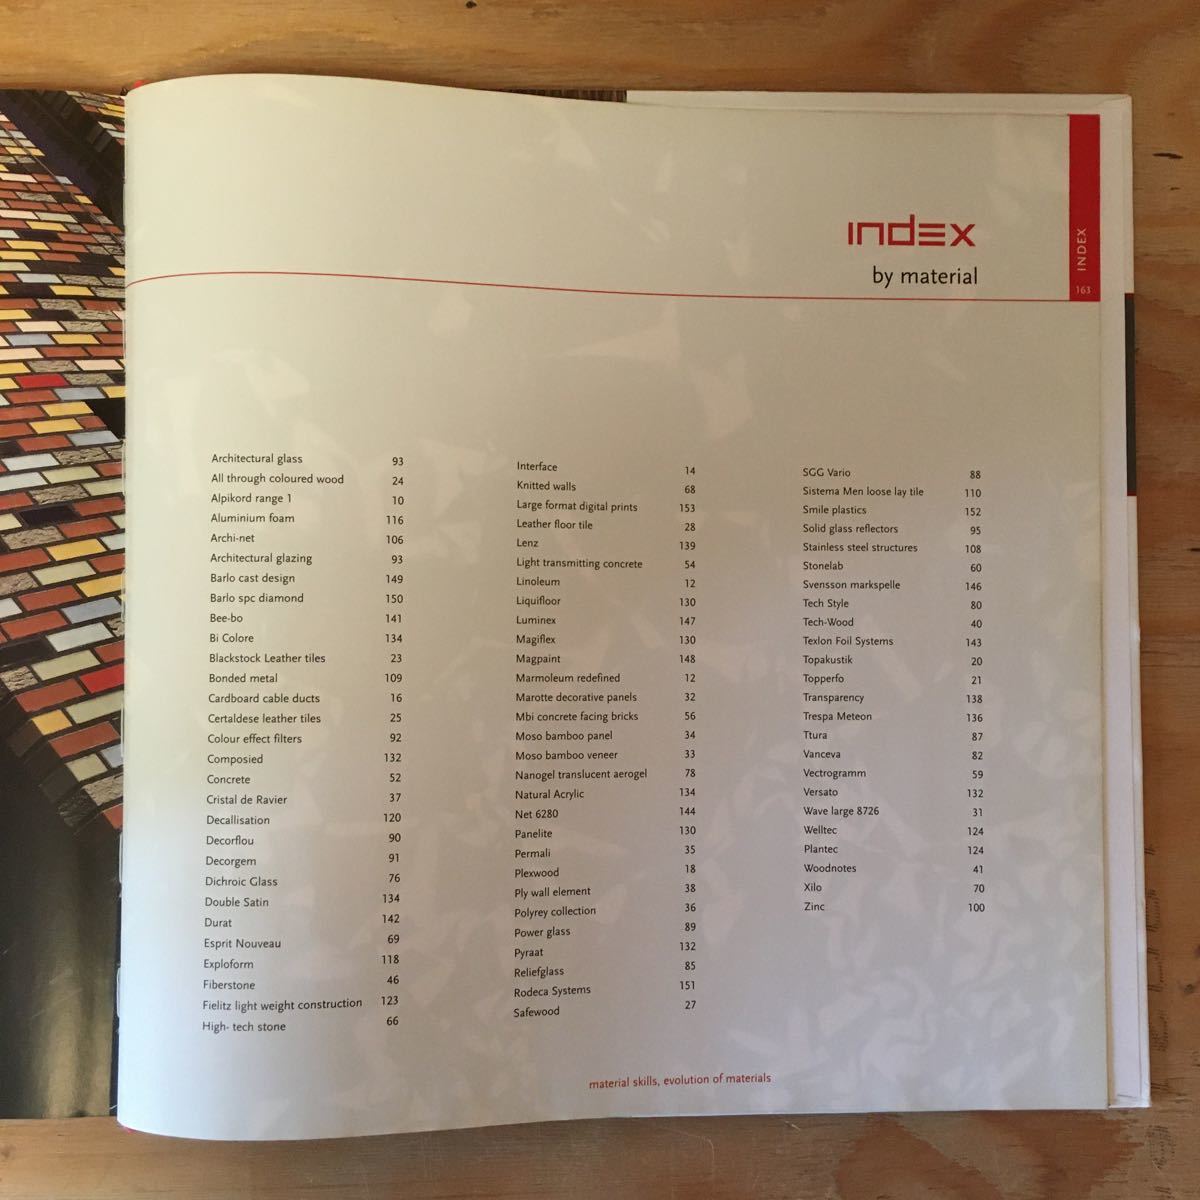 index
by material
INDEX
163
Architectural glass 93
All through coloured wood 24
Alpikord range 1 10
Aluminium foam 116
Archi-net 106
Architectural glazing 93
Barlo cast design 149
Barlo spc diamond 150
Bee-bo 141
Bi Colore 134
Blackstock Leather tiles 23
Bonded metal 109
Cardboard cable ducts 16
Certaldese leather tiles 25
Colour effect filters 92
Composied 132
Concrete 52
Cristal de Ravier 37
Decallisation 120
Decorflou 90
Decorgem 91
Dichroic Glass 76
Double Satin 134
Durat 142
Esprit Nouveau 69
Exploform 118
Fiberstone 46
Fielitz light weight construction 123
High- tech stone 66
Interface 14
Knitted walls 68
Large format digital prints 153
Leather floor tile 28
Lenz 139
Light transmitting concrete 54
Linoleum 12
Liquifloor 130
Luminex 147
Magiflex 130
Magpaint 148
Marmoleum redefined 12
Marotte decorative panels 32
Mbi concrete facing bricks 56
Moso bamboo panel 34
Moso bamboo veneer 33
Nanogel translucent aerogel 78
Natural Acrylic 134
Net 6280 144
Panelite 130
Permali 35
Plexwood 18
Ply wall element 38
Polyrey collection 36
Power glass 89
Pyraat 132
Reliefglass 85
Rodeca Systems 151
Safewood 27
SGG Vario 88
Sistema Men loose lay tile 110
Smile plastics 152
Solid glass reflectors 95
Stainless steel structures 108
Stonelab 60
Svensson markspelle 146
Tech Style 80
Tech-Wood 40
Texlon Foil Systems 143
Topakustik 20
Topperfo 21
Transparency 138
Trespa Meteon 136
Ttura 87
Vanceva 82
Vectrogramm 59
Versato 132
Wave large 8726 31
Welltec 124
Plantec 124
Woodnotes 41
Xilo 70
Zinc 100
material skills, evolution of materials